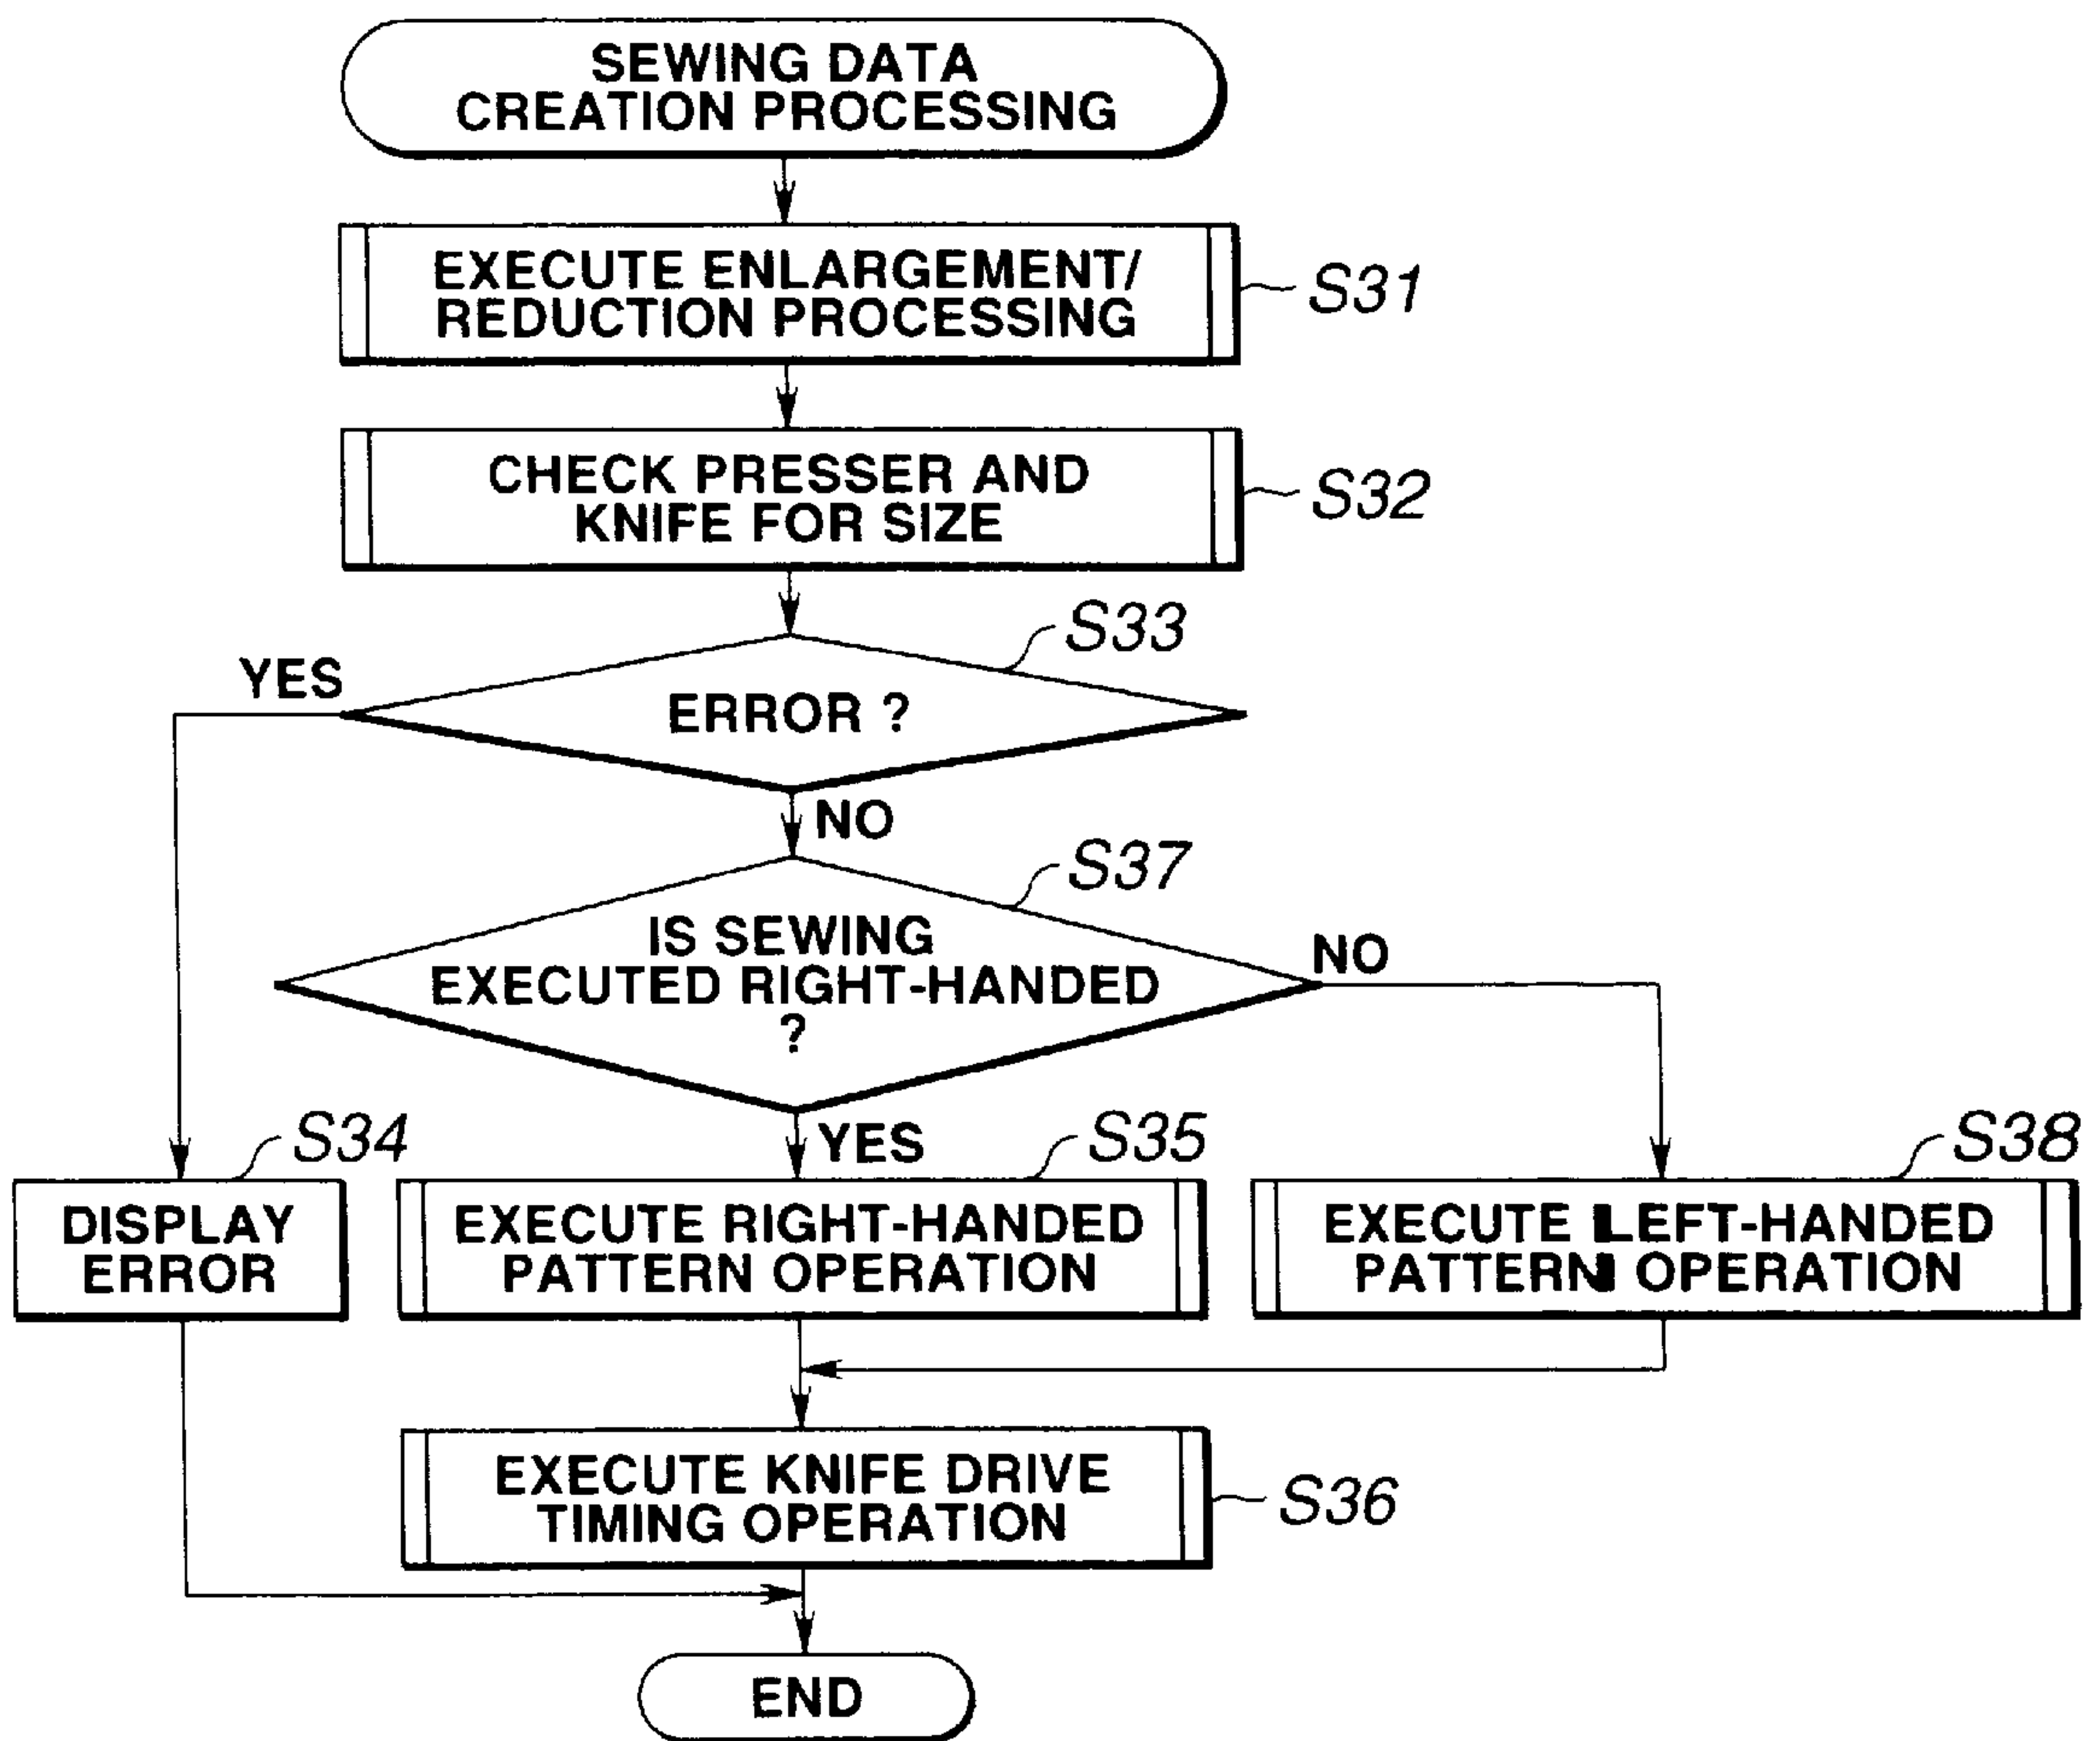 SEWING DATA
CREATION PROCESSING
EXECUTE ENLARGEMENT/
REDUCTION PROCESSING
S31
CHECK PRESSER AND
KNIFE FOR SIZE
S32
S33
YES
ERROR ?
NO
S37
IS SEWING
EXECUTED RIGHT-HANDED
?
NO
YES
S34
DISPLAY
ERROR
S35
EXECUTE RIGHT-HANDED
PATTERN OPERATION
S38
EXECUTE LEFT-HANDED
PATTERN OPERATION
EXECUTE KNIFE DRIVE
TIMING OPERATION
S36
END